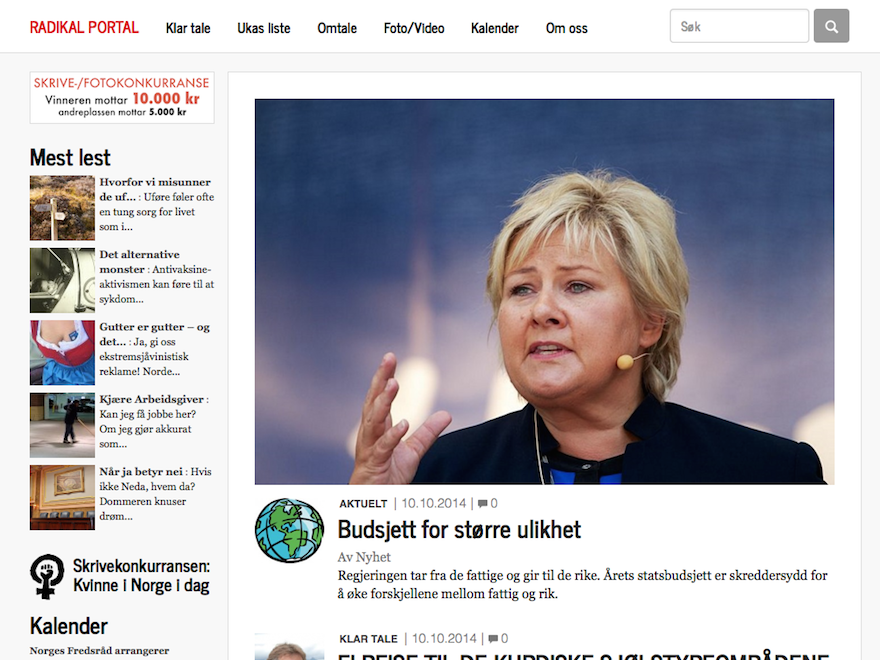 RADIKAL PORTAL
Klar tale
Ukas liste
Omtale
Foto/Video
Kalender
Om oss
Søk
SKRIVE-/FOTOKONKURRANSE
Vinneren mottar 10.000 kr
andreplassen mottar 5.000 kr
Mest lest
Hvorfor vi misunner
de uf... : Uføre føler ofte
en tung sorg for livet
som i...
Det alternative
monster : Antivaksine-
aktivismen kan føre til at
sykdom...
Gutter er gutter – og
det... : Ja, gi oss
ekstremsjåvinistisk
reklame! Norde...
Kjære Arbeidsgiver :
Kan jeg få jobbe her?
Om jeg gjør akkurat
som...
Når ja betyr nei : Hvis
ikke Neda, hvem da?
Dommeren knuser
drøm...
Skrivekonkurransen:
Kvinne i Norge i dag
Kalender
Norges Fredsråd arrangerer
AKTUELT | 10.10.2014 | 0
Budsjett for større ulikhet
Av Nyhet
Regjeringen tar fra de fattige og gir til de rike. Årets statsbudsjett er skreddersydd for
å øke forskjellene mellom fattig og rik.
KLAR TALE | 10.10.2014 | 0